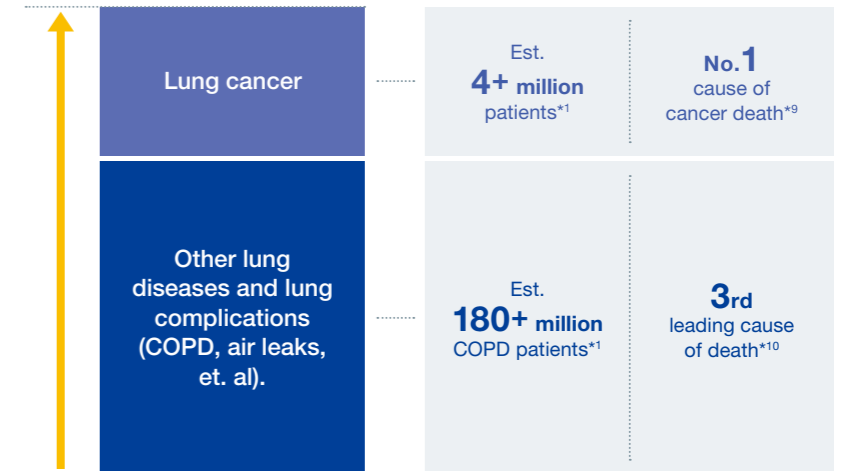 Lung cancer
Est.
4+ million
patients*1
No.1
cause of
cancer death*9
Other lung
diseases and lung
complications
(COPD, air leaks,
et. al).
Est.
180+ million
COPD patients*1
3rd
leading cause
of death*10